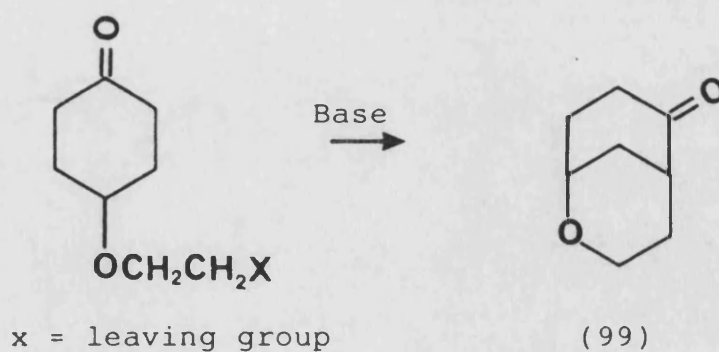 O
Base
O
O
OCH₂CH₂X
x = leaving group
(99)